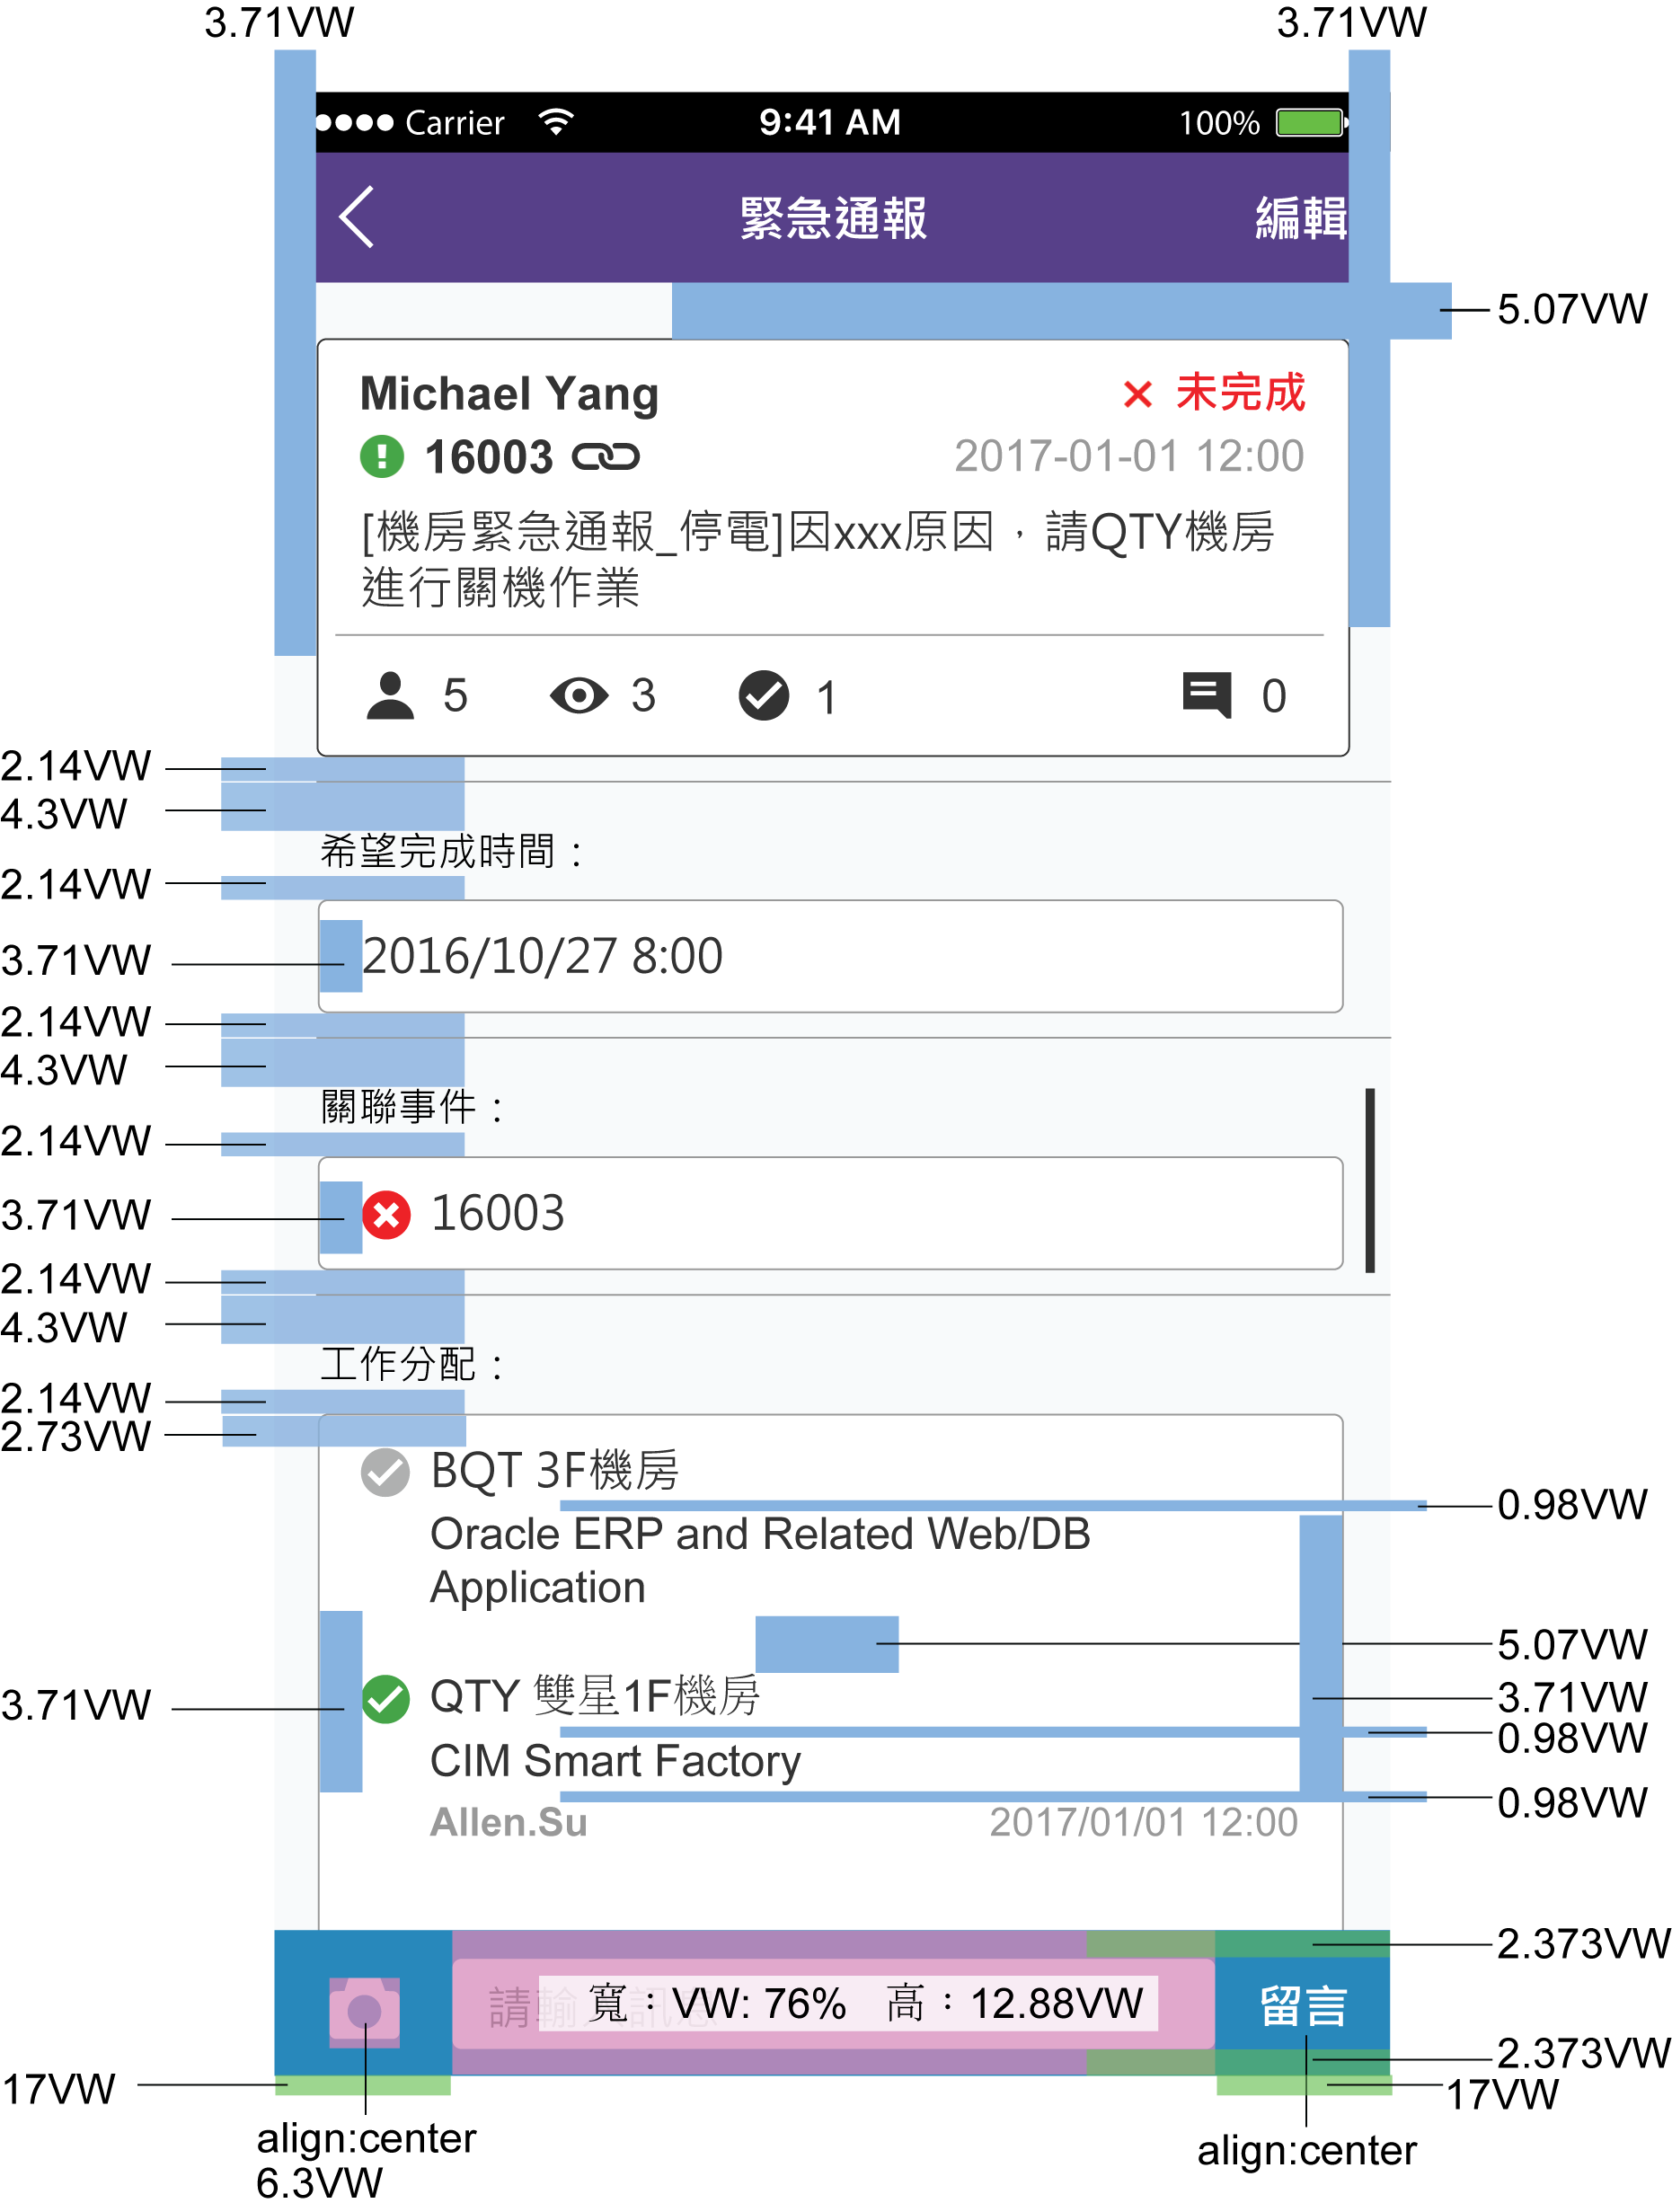 3.71VW 3.71VW
Carrier 9:41 AM 100%
緊急通報 編輯
5.07VW
Michael Yang × 未完成
16003 2017-01-01 12:00
[機房緊急通報_停電]因xxx原因，請QTY機房
進行關機作業
5 3 1 0
2.14VW
4.3VW
希望完成時間：
2.14VW
3.71VW 2016/10/27 8:00
2.14VW
4.3VW
關聯事件：
2.14VW
3.71VW 16003
2.14VW
4.3VW
工作分配：
2.14VW
2.73VW
BQT 3F機房
0.98VW
Oracle ERP and Related Web/DB
Application
5.07VW
QTY 雙星1F機房
3.71VW 3.71VW
0.98VW
CIM Smart Factory
0.98VW
Allen.Su 2017/01/01 12:00
2.373VW
請輸入訊息
寬：VW: 76% 高：12.88VW
留言
2.373VW
17VW 17VW
align:center align:center
6.3VW